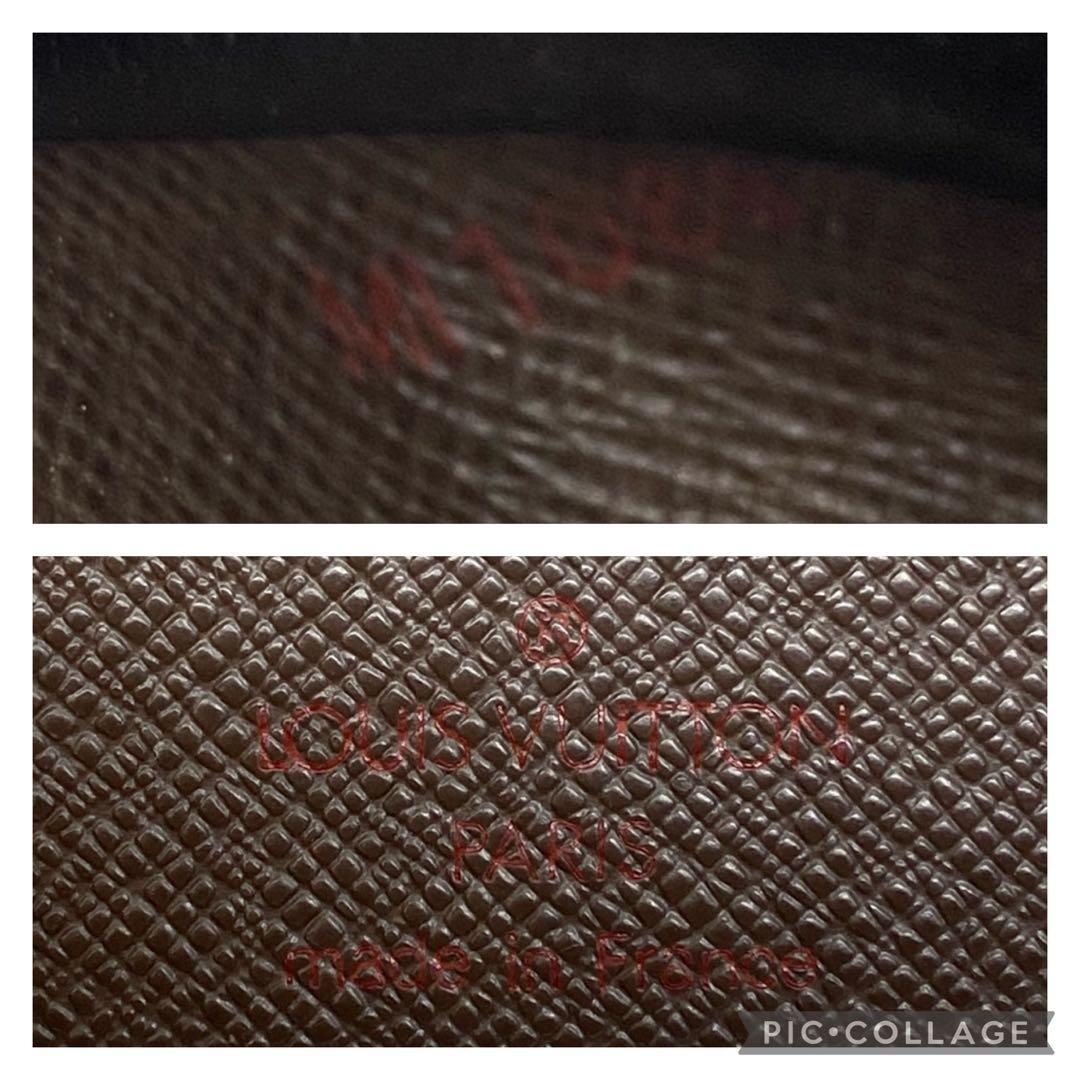 ®
LOUIS VUITTON
PARIS
made in France
PIC•COLLAGE